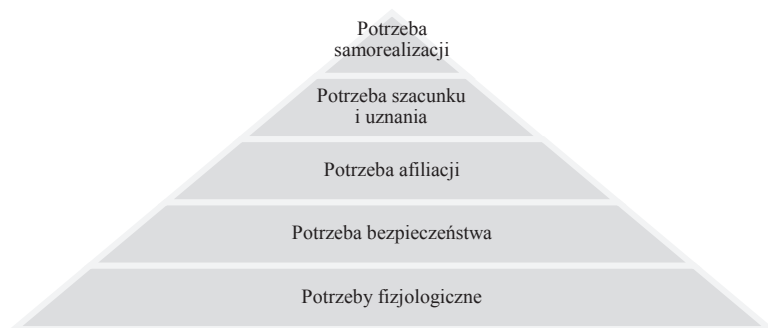 Potrzeba
samorealizacji
Potrzeba szacunku
i uznania
Potrzeba afiliacji
Potrzeba bezpieczeństwa
Potrzeby fizjologiczne